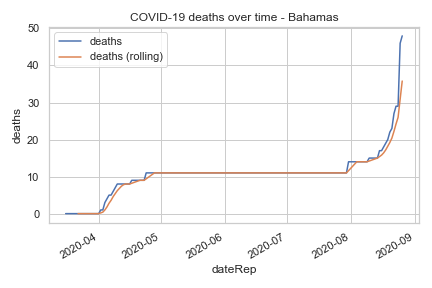 COVID-19 deaths over time - Bahamas
deaths
deaths (rolling)
50
40
30
20
10
0
deaths
2020-04
2020-05
2020-06
2020-07
2020-08
2020-09
dateRep